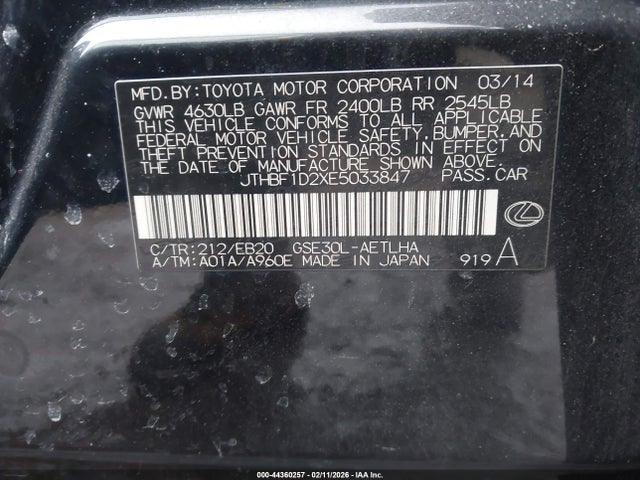 MFD.BY:TOYOTA MOTOR CORPORATION 03/14
GVWR 4630LB GAWR FR 2400LB RR 2545LB
THIS VEHICLE CONFORMS TO ALL APPLICABLE
FEDERAL MOTOR VEHICLE SAFETY,BUMPER,AND
THEFT PREVENTION STANDARDS IN EFFECT ON
THE DATE OF MANUFACTURE SHOWN ABOVE.
JTHBF1D2XE5033847 PASS.CAR
C/TR:212/EB20 GSE30L-AETLHA
A/TM:A01A/A960E MADE IN JAPAN 919 A
000-44360257 - 02/11/2026 - IAA Inc.